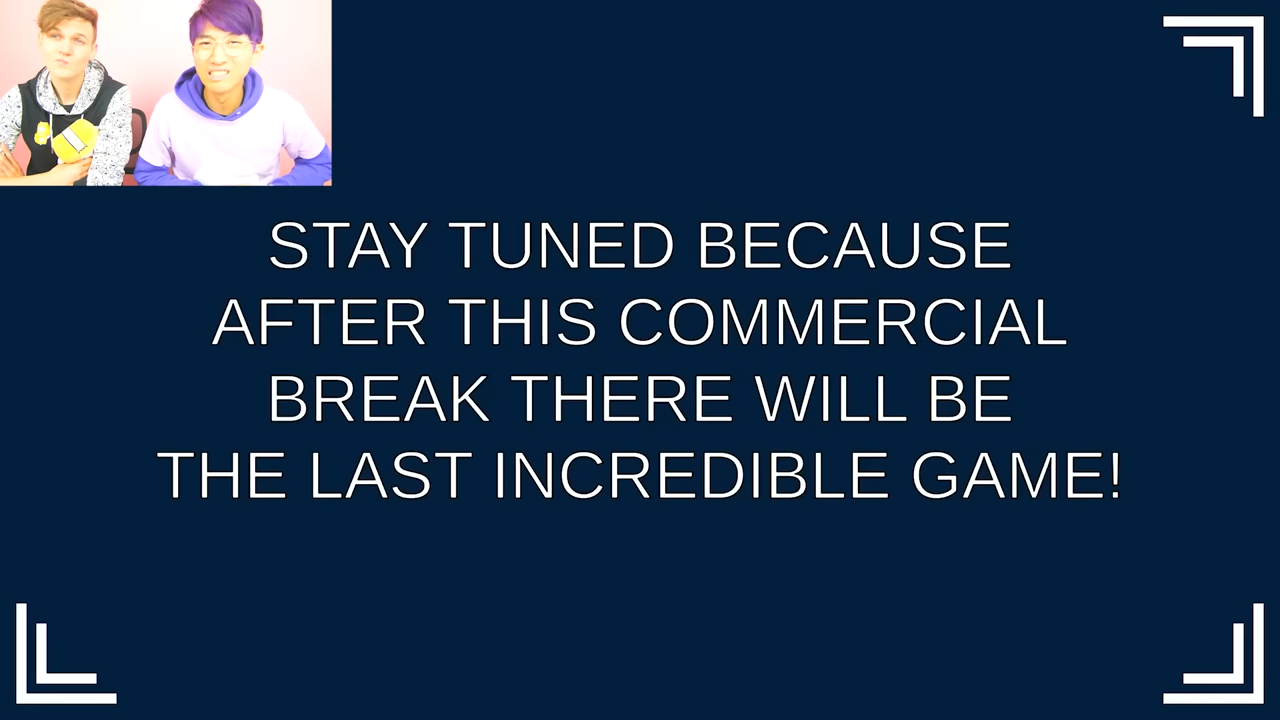 STAY TUNED BECAUSE
AFTER THIS COMMERCIAL
BREAK THERE WILL BE
THE LAST INCREDIBLE GAME!